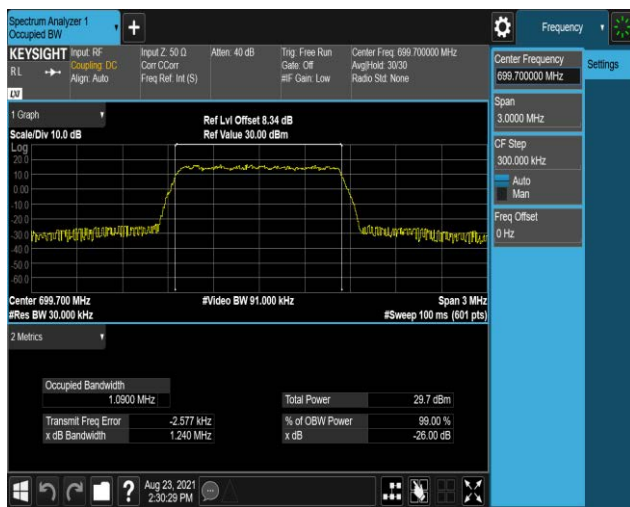 Spectrum Analyzer 1
Occupied BW
+
Frequency
KEYSIGHT
R L
LXI
Input: RF
Coupling: DC
Align: Auto
Input Z: 50 Ω
Corr CCorr
Freq Ref: Int (S)
Atten: 40 dB
Trig: Free Run
Gate: Off
#IF Gain: Low
Center Freq: 699.700000 MHz
Avg|Hold: 30/30
Radio Std: None
Center Frequency
699.700000 MHz
Settings
Span
3.0000 MHz
CF Step
300.000 kHz
Auto
Man
Freq Offset
0 Hz
1 Graph
Scale/Div 10.0 dB
Ref Lvl Offset 8.34 dB
Ref Value 30.00 dBm
Log
20.0
10.0
0.00
-10.0
-20.0
-30.0
-40.0
-50.0
-60.0
Center 699.700 MHz
#Res BW 30.000 kHz
#Video BW 91.000 kHz
Span 3 MHz
#Sweep 100 ms (601 pts)
2 Metrics
Occupied Bandwidth
1.0900 MHz
Total Power 29.7 dBm
Transmit Freq Error -2.577 kHz
% of OBW Power 99.00 %
x dB Bandwidth 1.240 MHz
x dB -26.00 dB
?
Aug 23, 2021
2:30:29 PM